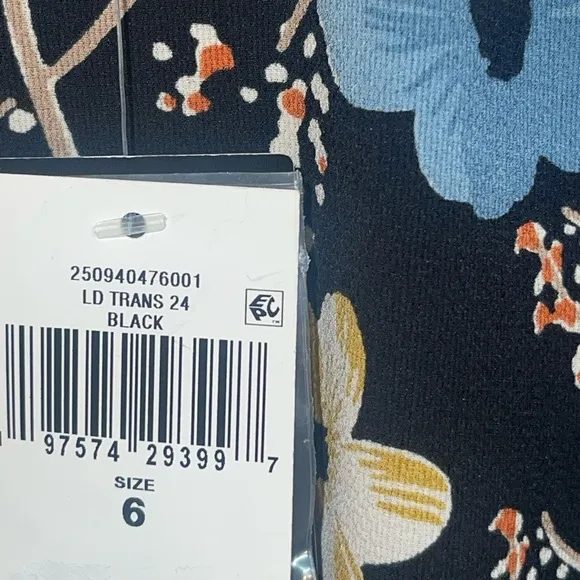 250940476001
LD TRANS 24
BLACK
EPC
97574 29399 7
SIZE
6